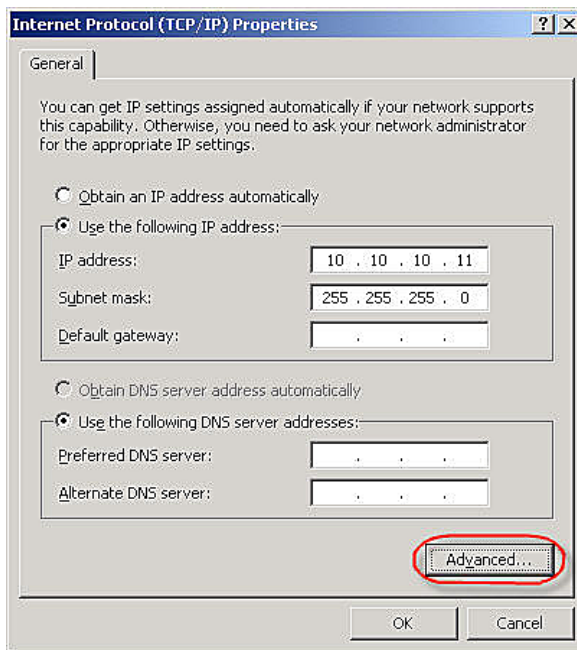 Internet Protocol (TCP/IP) Properties
General
You can get IP settings assigned automatically if your network supports
this capability. Otherwise, you need to ask your network administrator
for the appropriate IP settings.
Obtain an IP address automatically
Use the following IP address:
IP address: 10 . 10 . 10 . 11
Subnet mask: 255 . 255 . 255 . 0
Default gateway: . . .
Obtain DNS server address automatically
Use the following DNS server addresses:
Preferred DNS server: . . .
Alternate DNS server: . . .
Advanced...
OK Cancel